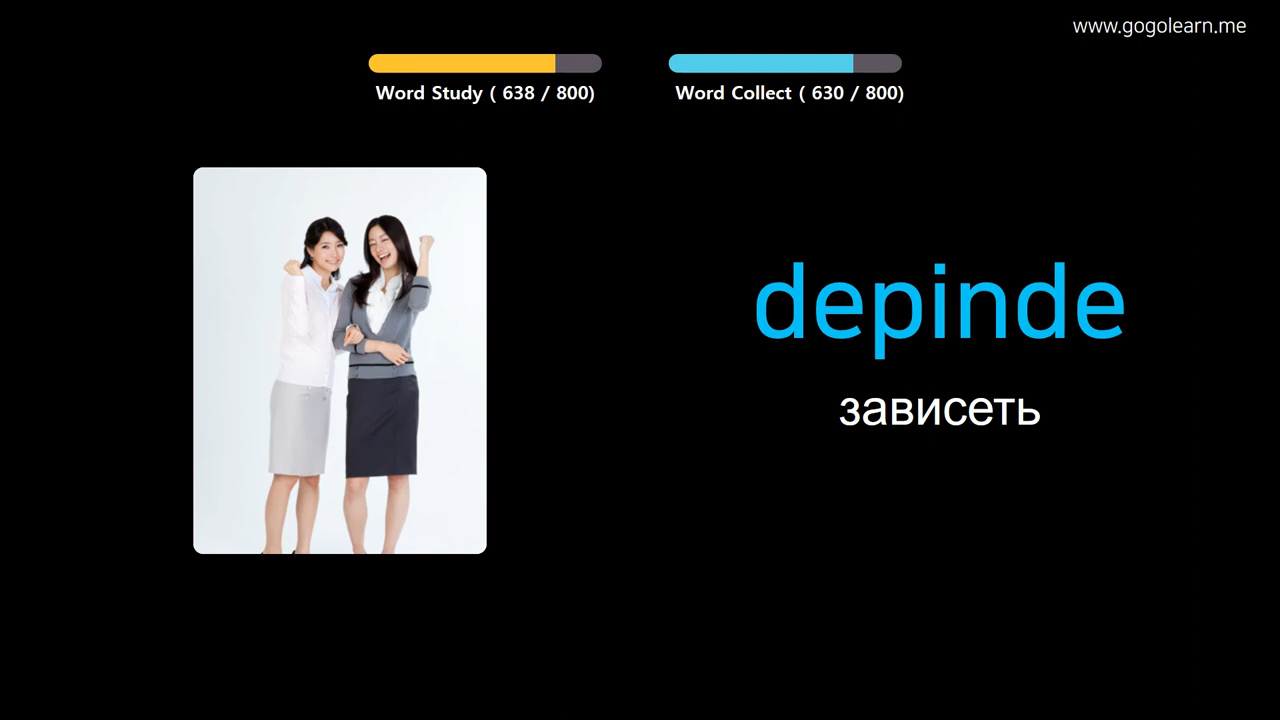 www.gogolearn.me
Word Study ( 638 / 800)
Word Collect ( 630 / 800)
depinde
зависеть